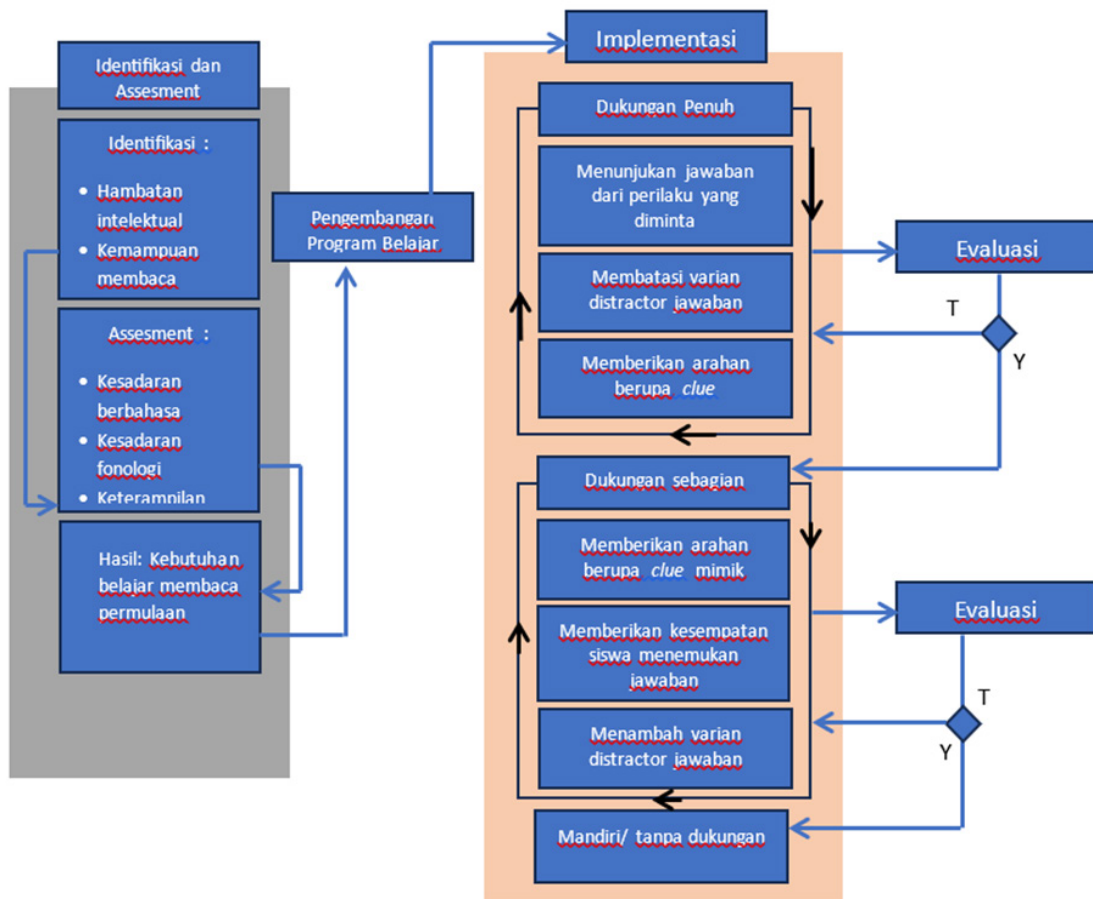 Identifikasi dan
Assesment
Identifikasi :
• Hambatan
intelektual
• Kemampuan
membaca
Assesment :
• Kesadaran
berbahasa
• Kesadaran
fonologi
• Keterampilan
Hasil: Kebutuhan
belajar membaca
permulaan
Pengembangan
Program Belajar
Implementasi
Dukungan Penuh
Menunjukan jawaban
dari perilaku yang
diminta
Membatasi varian
distractor jawaban
Memberikan arahan
berupa clue
Evaluasi
T
Y
Dukungan sebagian
Memberikan arahan
berupa clue mimik
Memberikan kesempatan
siswa menemukan
jawaban
Menambah varian
distractor jawaban
Evaluasi
T
Y
Mandiri/ tanpa dukungan